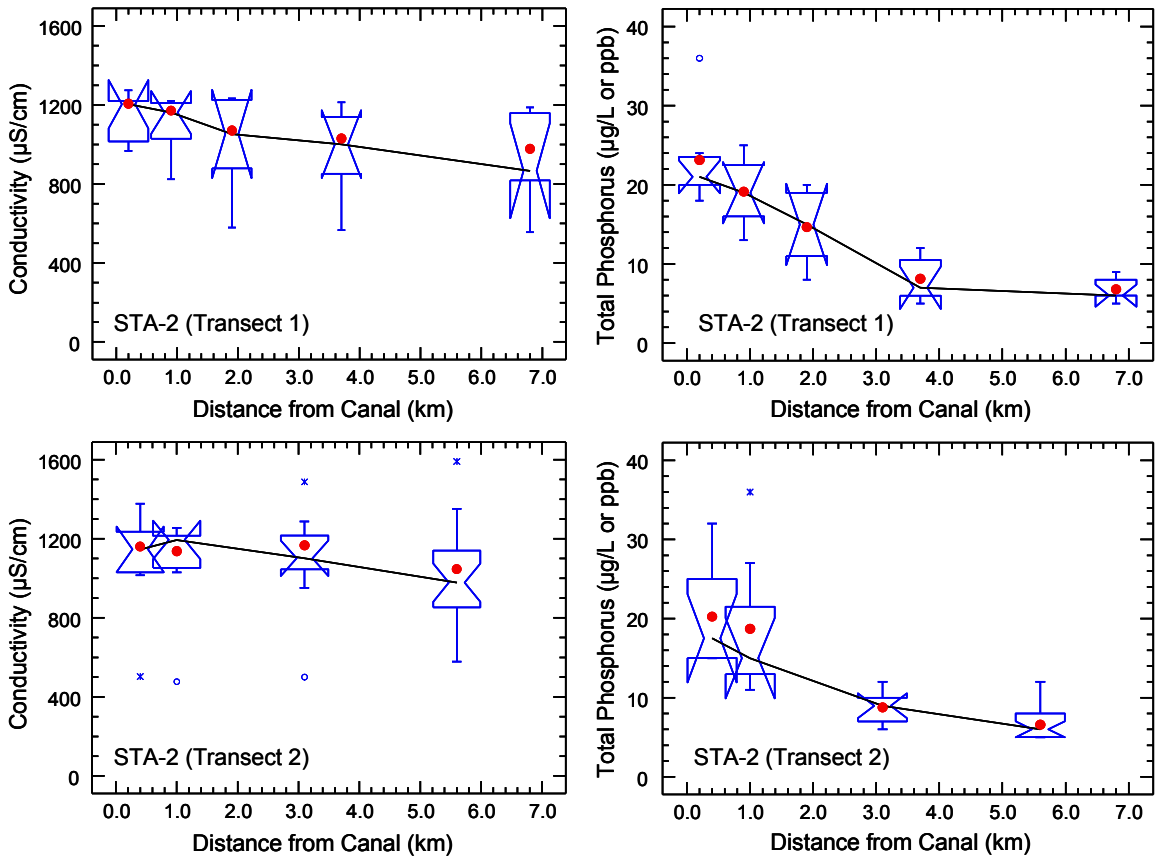 Conductivity (µS/cm)
1600
1200
800
400
0
STA-2 (Transect 1)
0.0 1.0 2.0 3.0 4.0 5.0 6.0 7.0
Distance from Canal (km)
Total Phosphorus (µg/L or ppb)
40
30
20
10
0
STA-2 (Transect 1)
0.0 1.0 2.0 3.0 4.0 5.0 6.0 7.0
Distance from Canal (km)
Conductivity (µS/cm)
1600
1200
800
400
0
STA-2 (Transect 2)
0.0 1.0 2.0 3.0 4.0 5.0 6.0 7.0
Distance from Canal (km)
Total Phosphorus (µg/L or ppb)
40
30
20
10
0
STA-2 (Transect 2)
0.0 1.0 2.0 3.0 4.0 5.0 6.0 7.0
Distance from Canal (km)